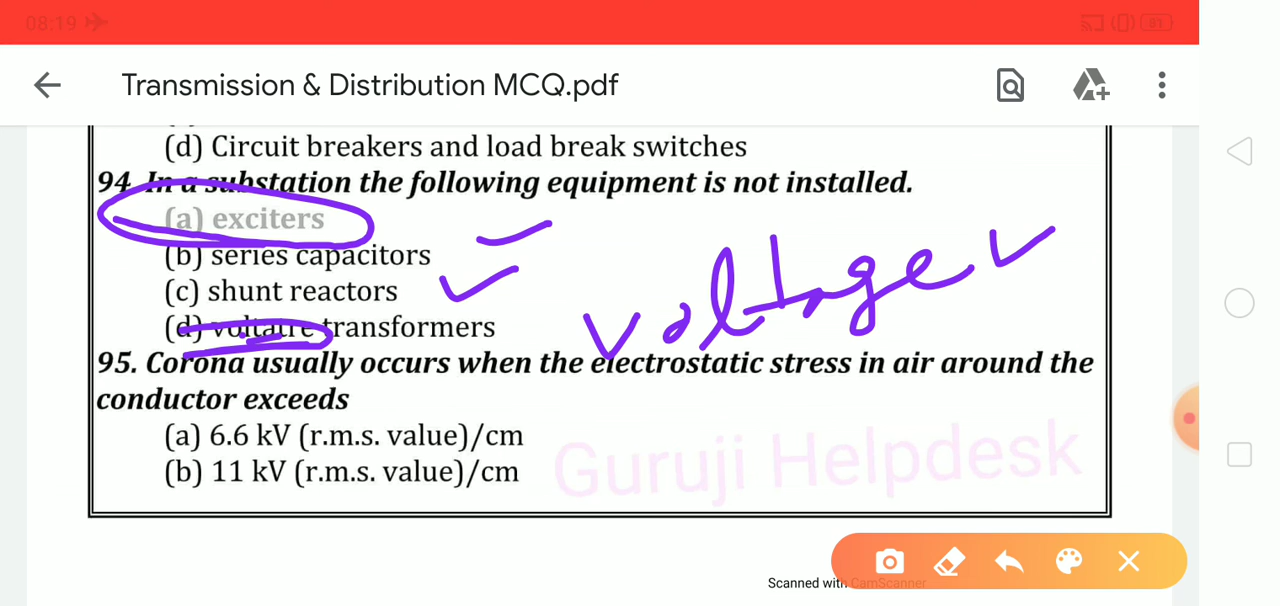 08:19
91
Transmission & Distribution MCQ.pdf
(d) Circuit breakers and load break switches
94. In a substation the following equipment is not installed.
(a) exciters
(b) series capacitors
(c) shunt reactors
(d) voltatre transformers
voltage
95. Corona usually occurs when the electrostatic stress in air around the
conductor exceeds
(a) 6.6 kV (r.m.s. value)/cm
(b) 11 kV (r.m.s. value)/cm
Guruji Helpdesk
Scanned with CamScanner